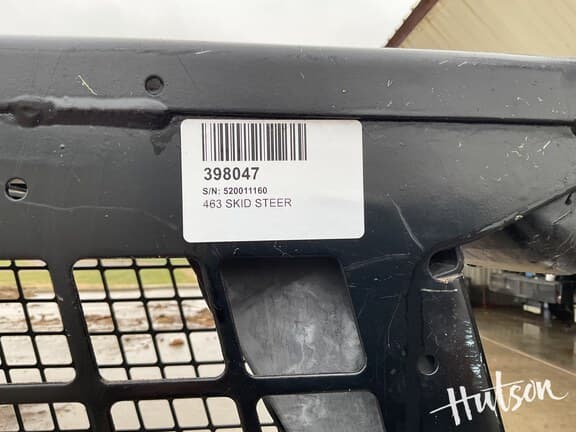 398047
S/N: 520011160
463 SKID STEER
Hutson